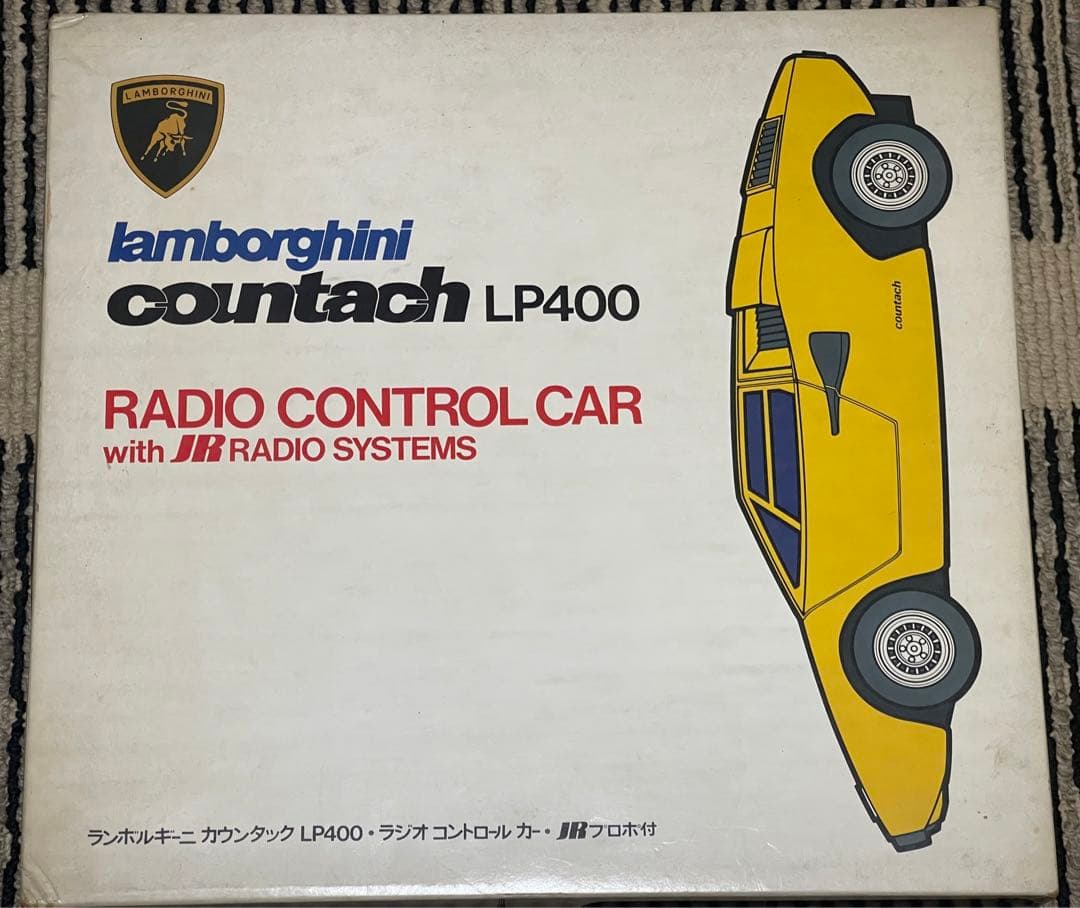 LAMBORGHINI
lamborghini
countach LP400
countach
RADIO CONTROL CAR
with JR RADIO SYSTEMS
ランボルギーニ カウンタック LP400・ラジオ コントロール カー・JRプロポ付